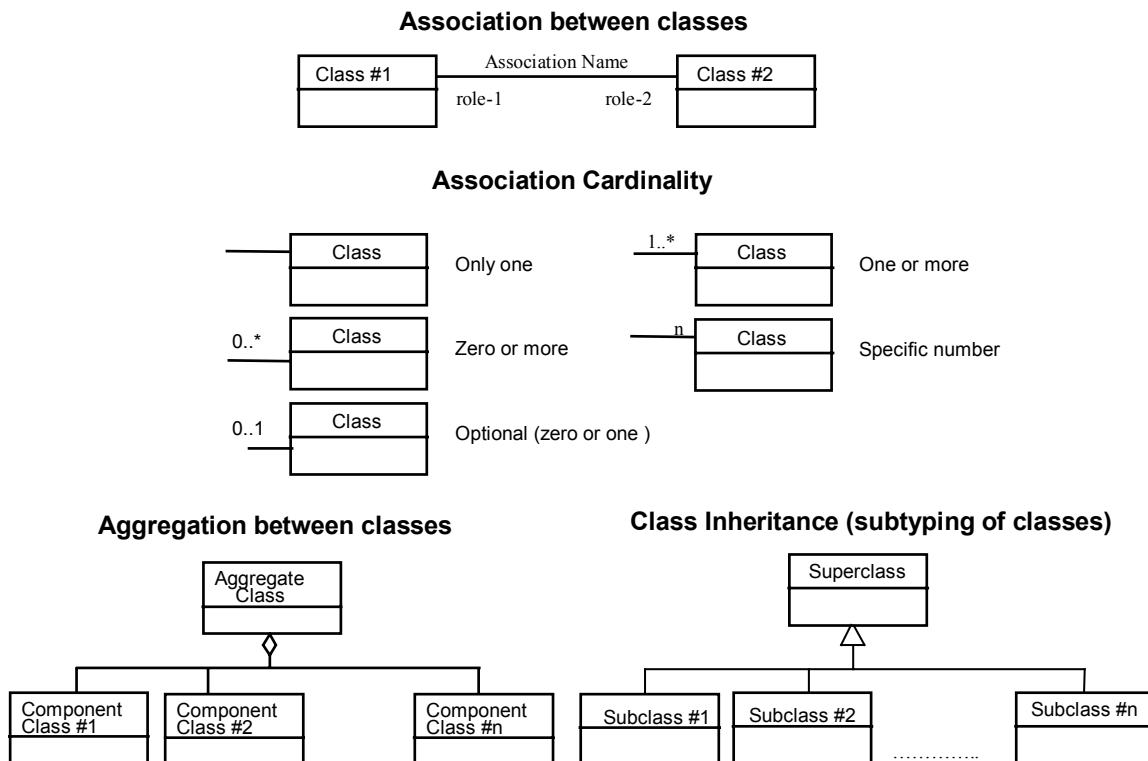 Association between classes
Class #1
Association Name
Class #2
role-1
role-2
Association Cardinality
Class
Only one
1..*
Class
One or more
0..*
Class
Zero or more
n
Class
Specific number
0..1
Class
Optional (zero or one )
Aggregation between classes
Aggregate
Class
Component
Class #1
Component
Class #2
Component
Class #n
Class Inheritance (subtyping of classes)
Superclass
Subclass #1
Subclass #2
.............
Subclass #n